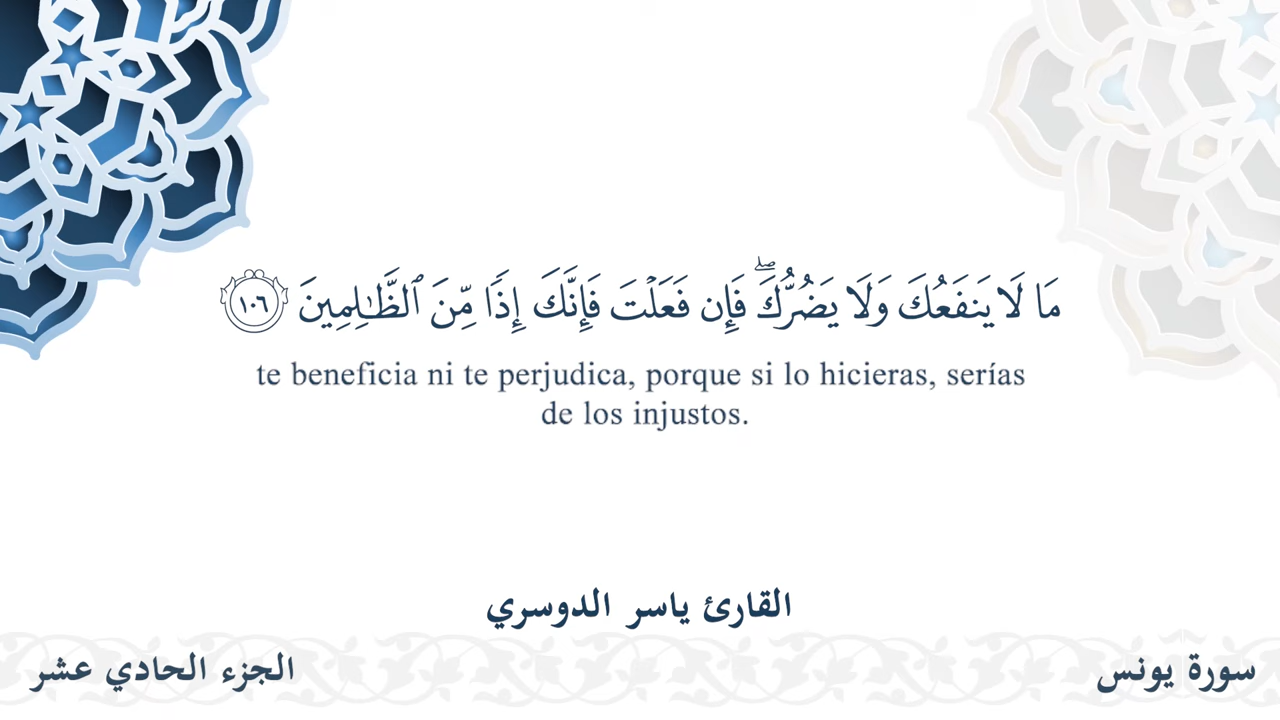 مَا لَا يَنفَعُكَ وَلَا يَضُرُّكَۖ فَإِن فَعَلۡتَ فَإِنَّكَ إِذٗا مِّنَ ٱلظَّٰلِمِينَ ١٠٦
te beneficia ni te perjudica, porque si lo hicieras, serías
de los injustos.
القارئ ياسر الدوسري
سورة يونس
الجزء الحادي عشر